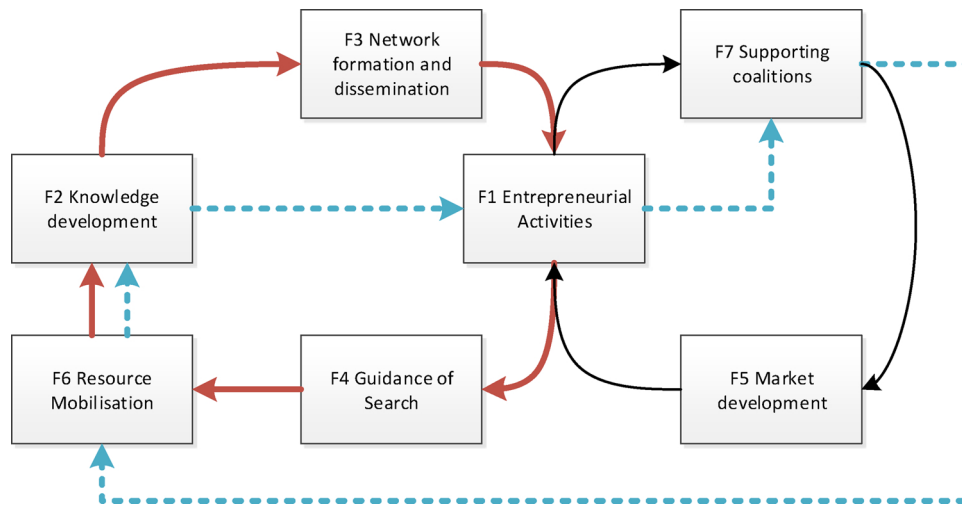 F3 Network
formation and
dissemination
F7 Supporting
coalitions
F2 Knowledge
development
F1 Entrepreneurial
Activities
F6 Resource
Mobilisation
F4 Guidance of
Search
F5 Market
development